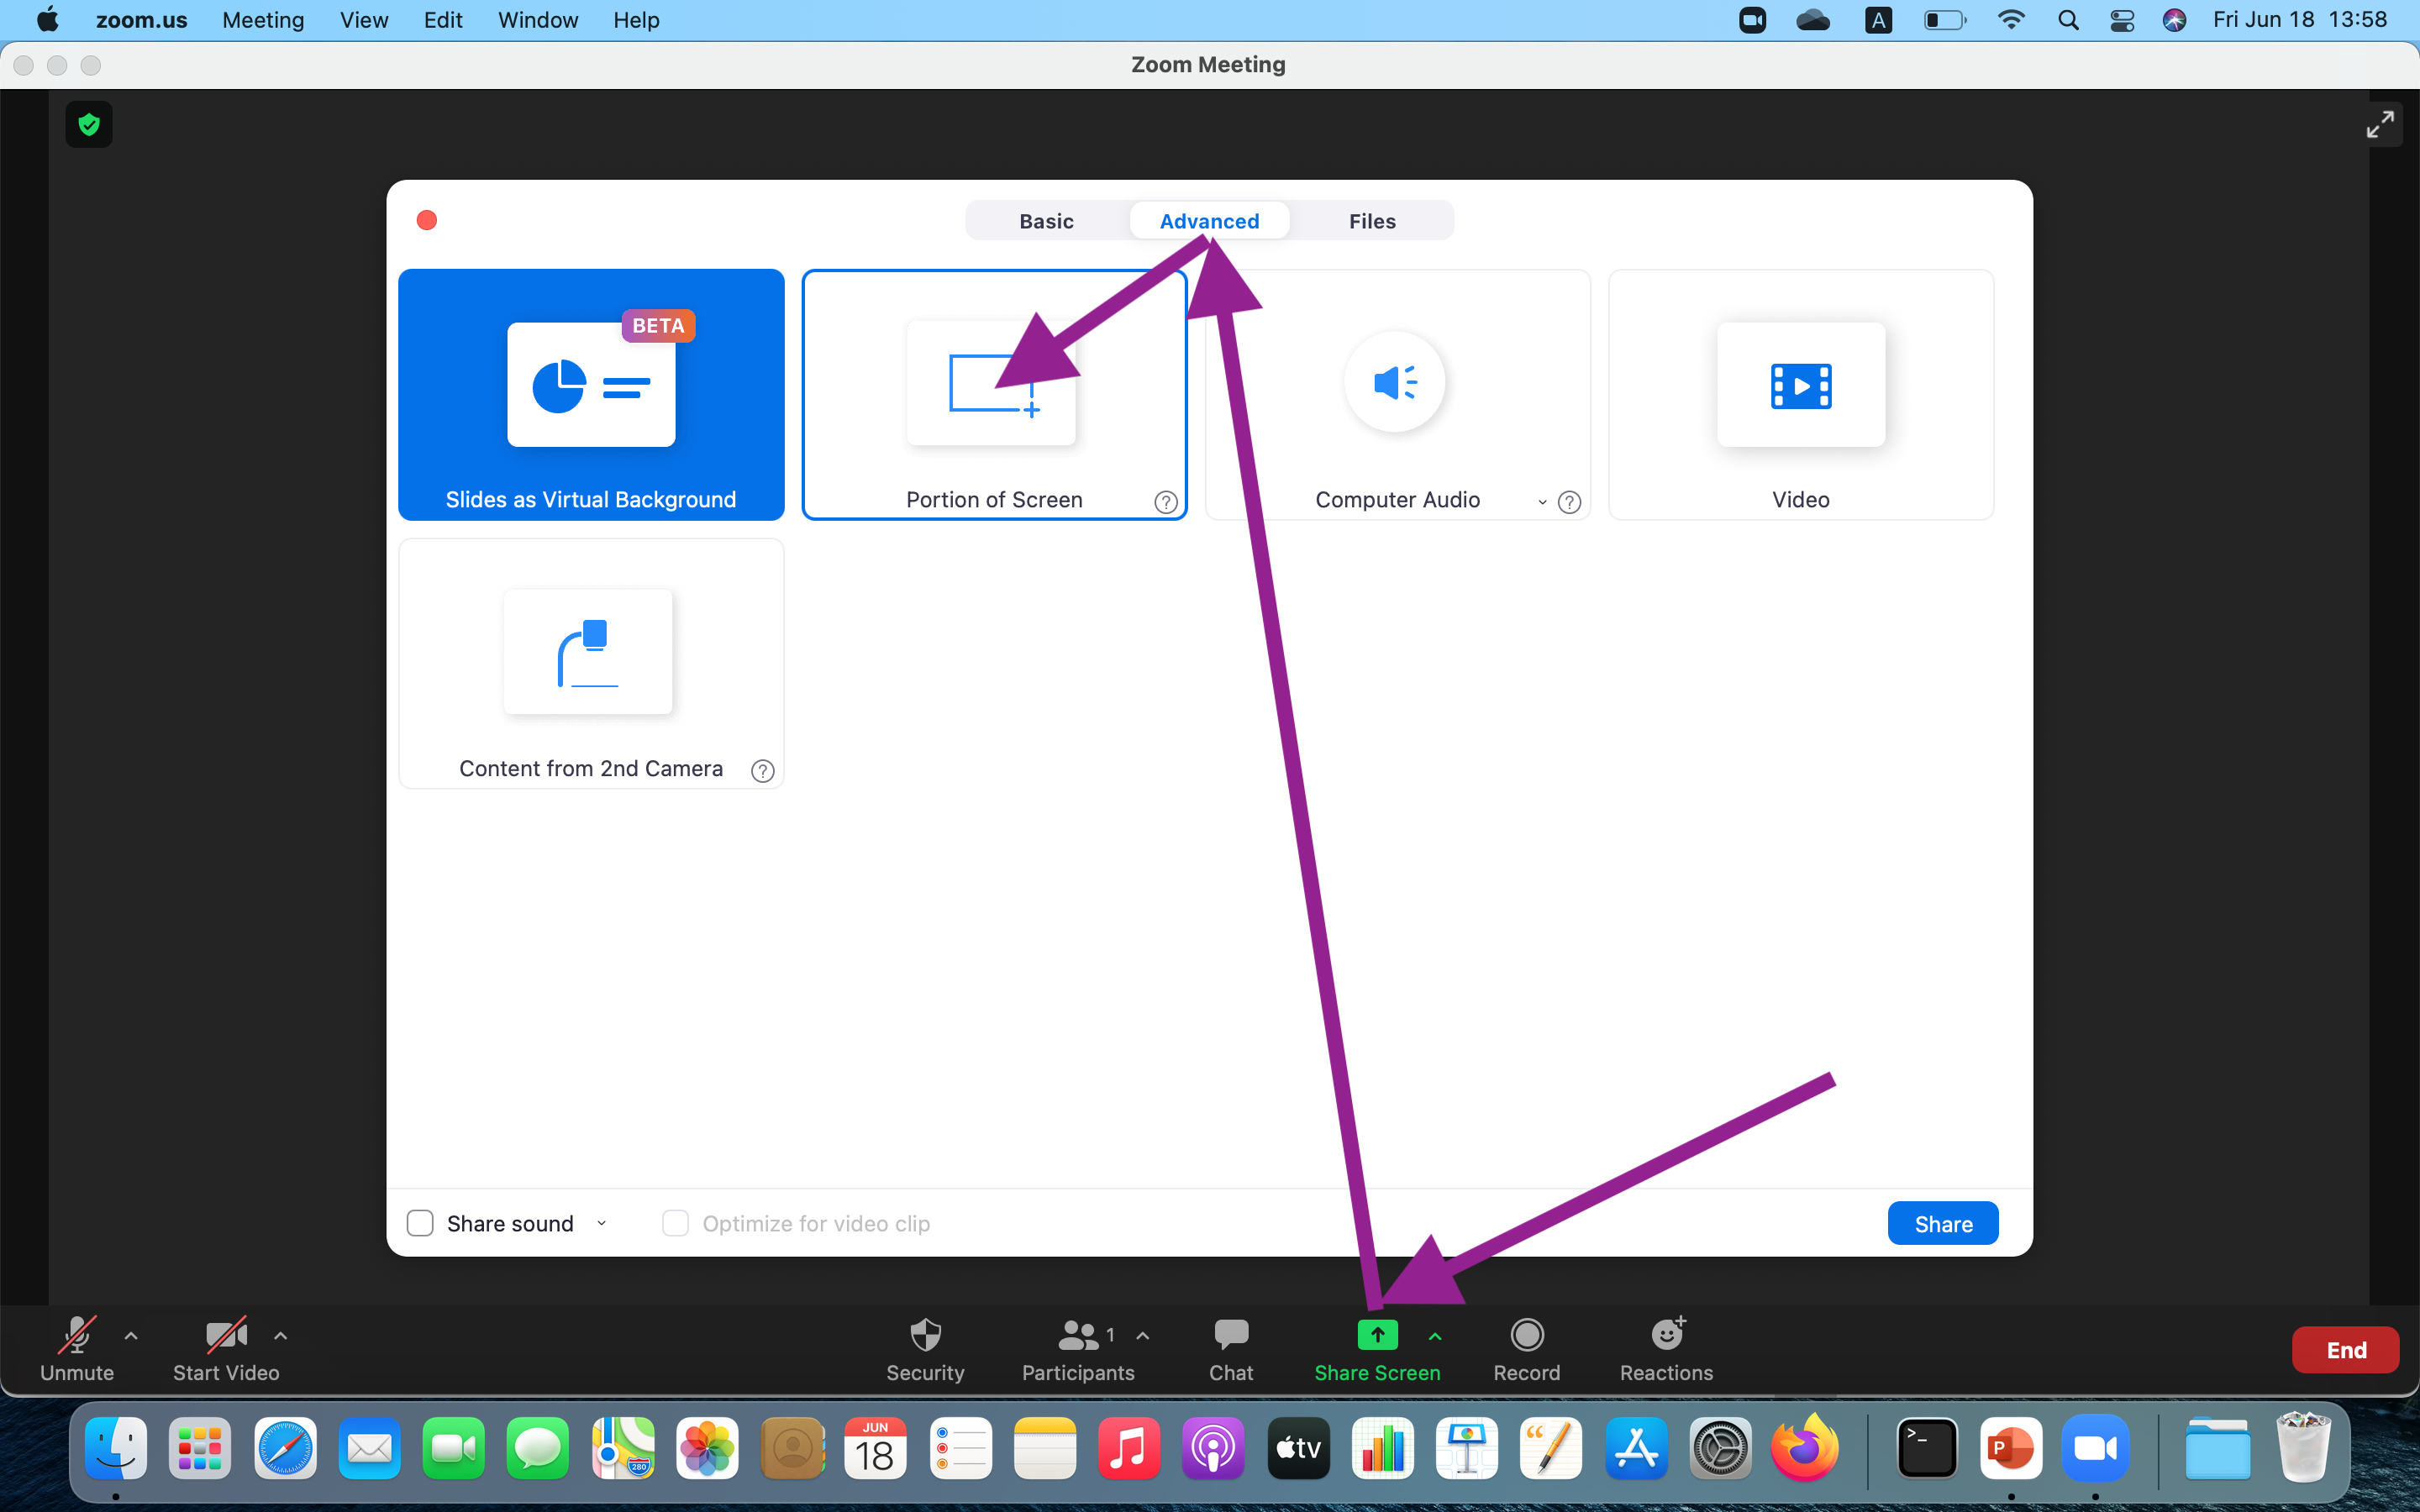 zoom.us Meeting View Edit Window Help A Fri Jun 18 13:58
Zoom Meeting
Basic Advanced Files
BETA
Slides as Virtual Background
Portion of Screen ?
Computer Audio ?
Video
Content from 2nd Camera ?
Share sound Optimize for video clip Share
1
Unmute Start Video Security Participants Chat Share Screen Record Reactions End
280
JUN
18
tv
>_
P